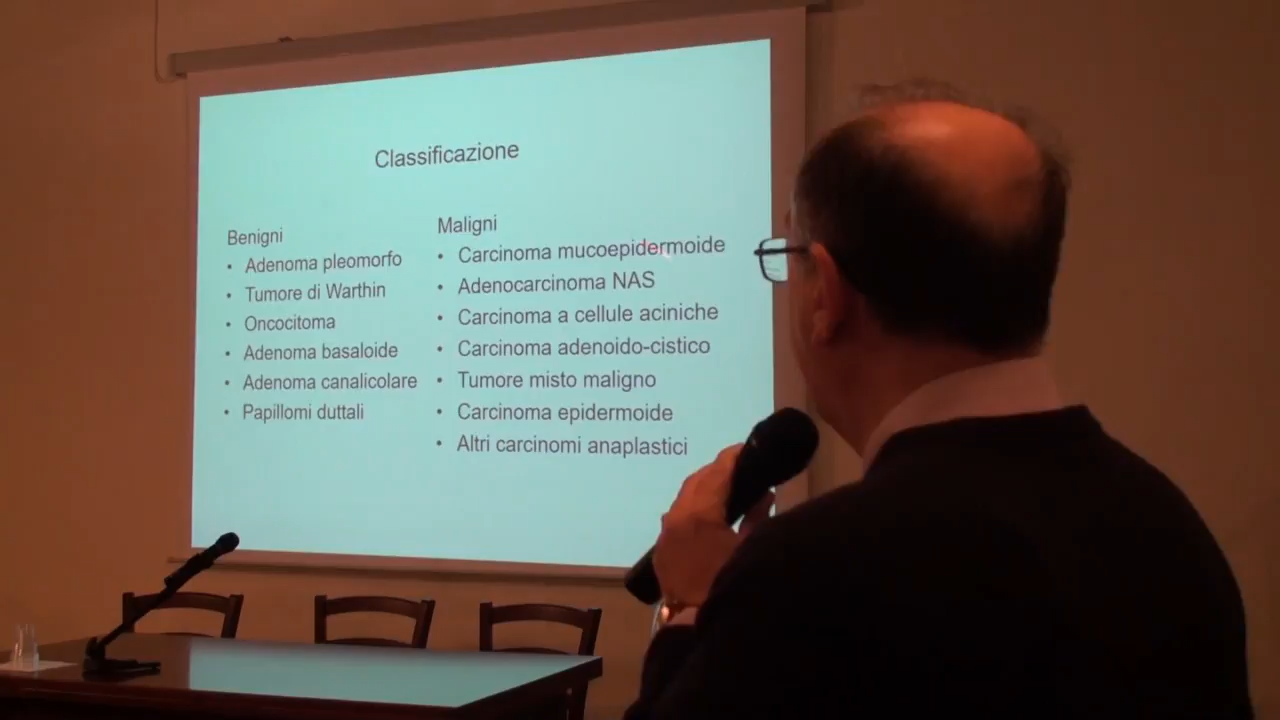 Classificazione
Benigni
• Adenoma pleomorfo
• Tumore di Warthin
• Oncocitoma
• Adenoma basaloide
• Adenoma canalicolare
• Papillomi duttali
Maligni
• Carcinoma mucoepidermoide
• Adenocarcinoma NAS
• Carcinoma a cellule aciniche
• Carcinoma adenoido-cistico
• Tumore misto maligno
• Carcinoma epidermoide
• Altri carcinomi anaplastici